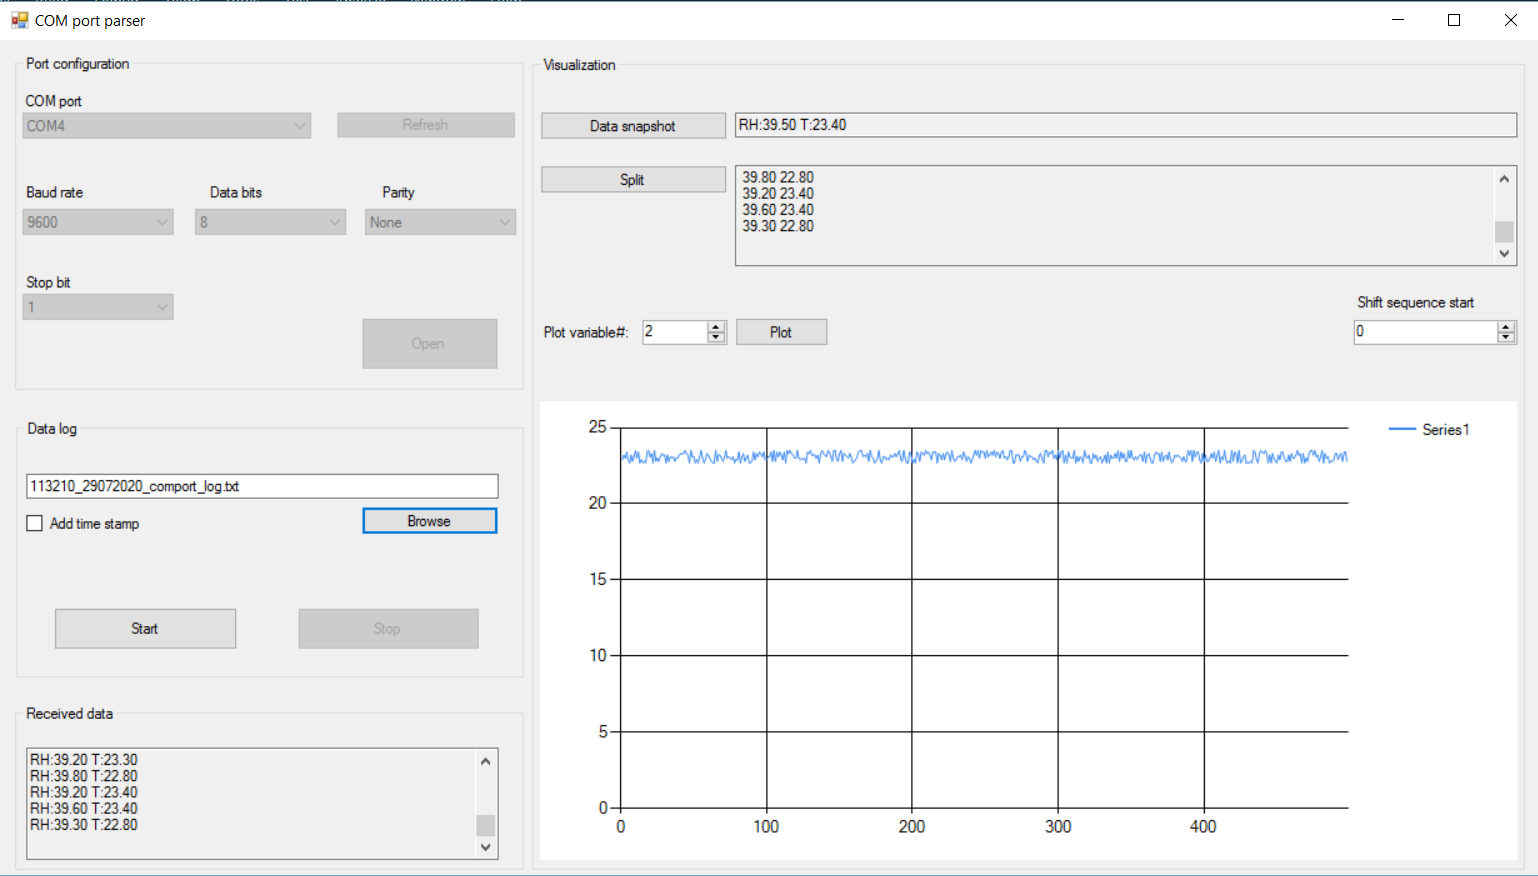 COM port parser
Port configuration
COM port
COM4
Refresh
Baud rate Data bits Parity
9600 8 None
Stop bit
1
Open
Data log
113210_29072020_comport_log.txt
Add time stamp
Browse
Start Stop
Received data
RH:39.20 T:23.30
RH:39.80 T:22.80
RH:39.20 T:23.40
RH:39.60 T:23.40
RH:39.30 T:22.80
Visualization
Data snapshot RH:39.50 T:23.40
Split
39.80 22.80
39.20 23.40
39.60 23.40
39.30 22.80
Shift sequence start
Plot variable#: 2 Plot 0
Series1
25
20
15
10
5
0
0 100 200 300 400